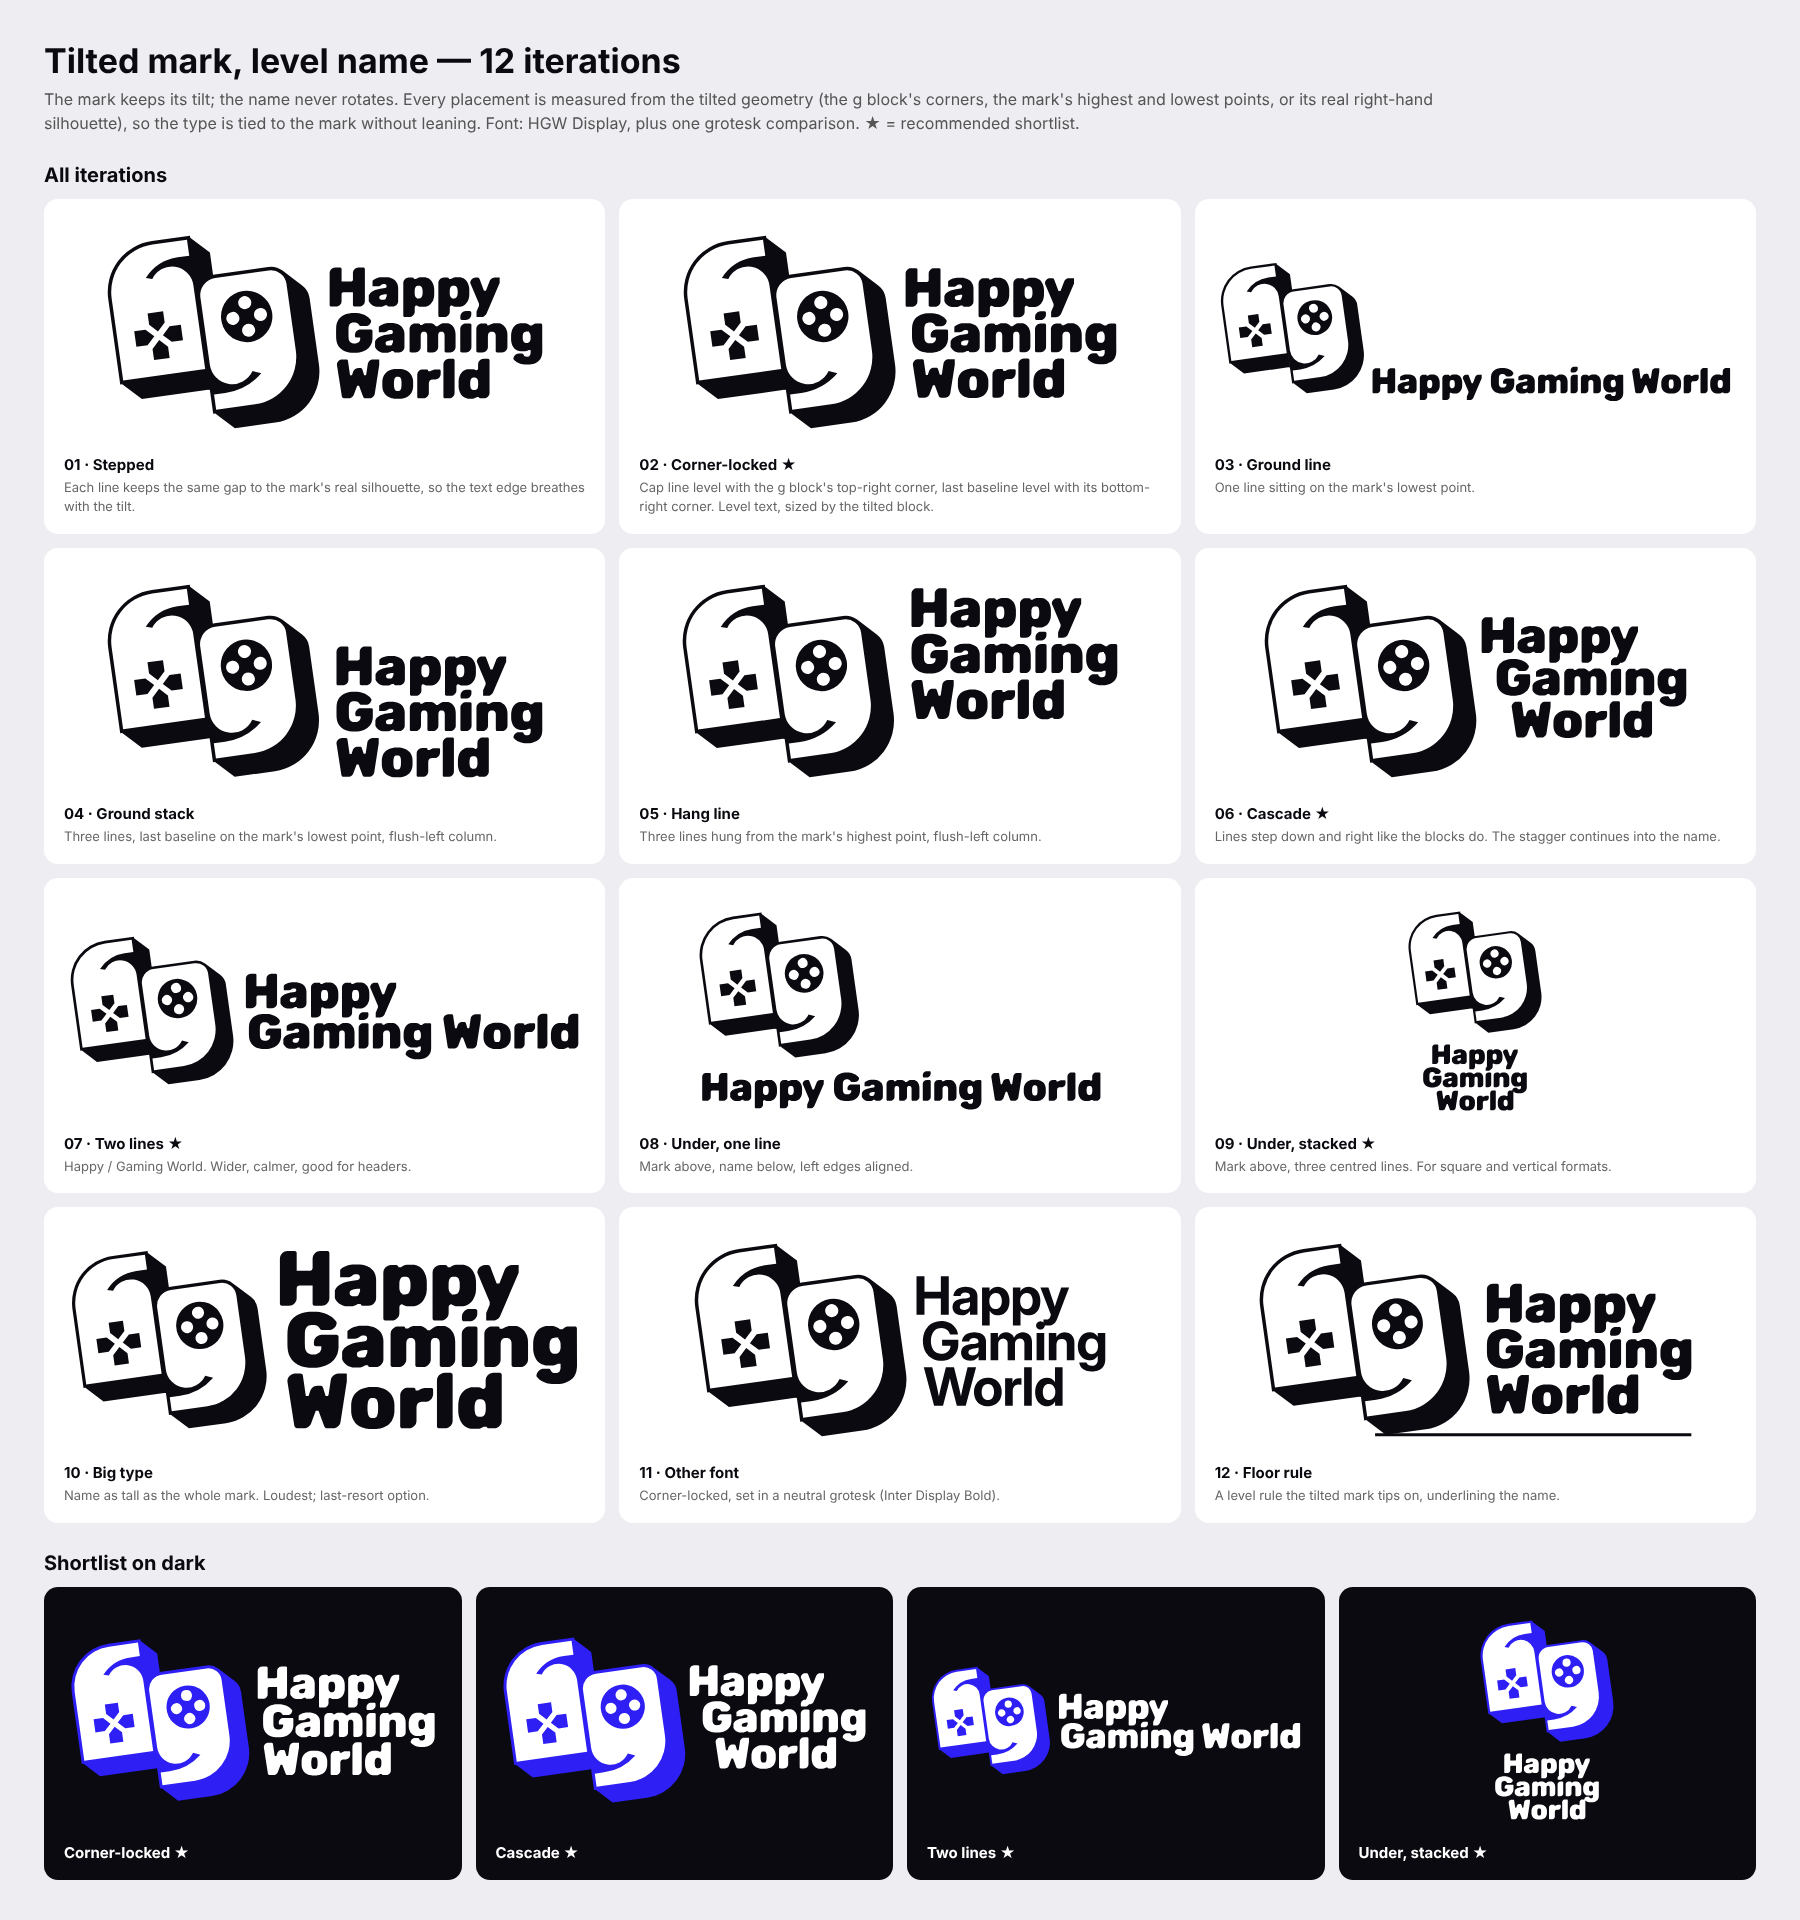 Tilted mark, level name — 12 iterations
The mark keeps its tilt; the name never rotates. Every placement is measured from the tilted geometry (the g block's corners, the mark's highest and lowest points, or its real right-hand
silhouette), so the type is tied to the mark without leaning. Font: HGW Display, plus one grotesk comparison. ★ = recommended shortlist.
All iterations
Happy
Gaming
World
01 · Stepped
Each line keeps the same gap to the mark's real silhouette, so the text edge breathes
with the tilt.
Happy
Gaming
World
02 · Corner-locked ★
Cap line level with the g block's top-right corner, last baseline level with its bottom-
right corner. Level text, sized by the tilted block.
Happy Gaming World
03 · Ground line
One line sitting on the mark's lowest point.
Happy
Gaming
World
04 · Ground stack
Three lines, last baseline on the mark's lowest point, flush-left column.
Happy
Gaming
World
05 · Hang line
Three lines hung from the mark's highest point, flush-left column.
Happy
Gaming
World
06 · Cascade ★
Lines step down and right like the blocks do. The stagger continues into the name.
Happy
Gaming World
07 · Two lines ★
Happy / Gaming World. Wider, calmer, good for headers.
Happy Gaming World
08 · Under, one line
Mark above, name below, left edges aligned.
Happy
Gaming
World
09 · Under, stacked ★
Mark above, three centred lines. For square and vertical formats.
Happy
Gaming
World
10 · Big type
Name as tall as the whole mark. Loudest; last-resort option.
Happy
Gaming
World
11 · Other font
Corner-locked, set in a neutral grotesk (Inter Display Bold).
Happy
Gaming
World
12 · Floor rule
A level rule the tilted mark tips on, underlining the name.
Shortlist on dark
Happy
Gaming
World
Corner-locked ★
Happy
Gaming
World
Cascade ★
Happy
Gaming World
Two lines ★
Happy
Gaming
World
Under, stacked ★